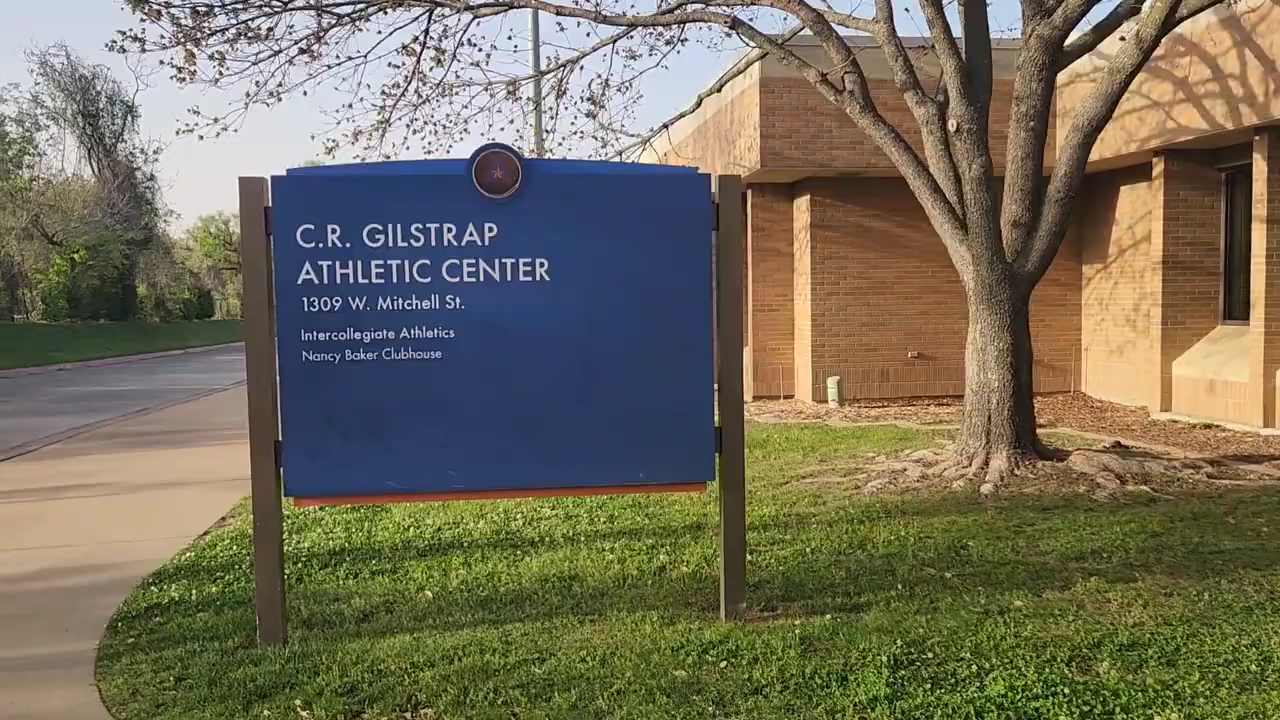 C.R. GILSTRAP
ATHLETIC CENTER
1309 W. Mitchell St.
Intercollegiate Athletics
Nancy Baker Clubhouse